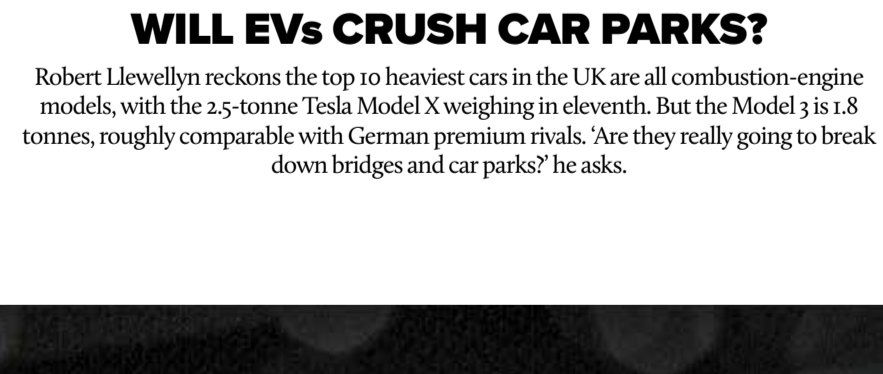 WILL EVs CRUSH CAR PARKS?
Robert Llewellyn reckons the top 10 heaviest cars in the UK are all combustion-engine
models, with the 2.5-tonne Tesla Model X weighing in eleventh. But the Model 3 is 1.8
tonnes, roughly comparable with German premium rivals. ‘Are they really going to break
down bridges and car parks?’ he asks.